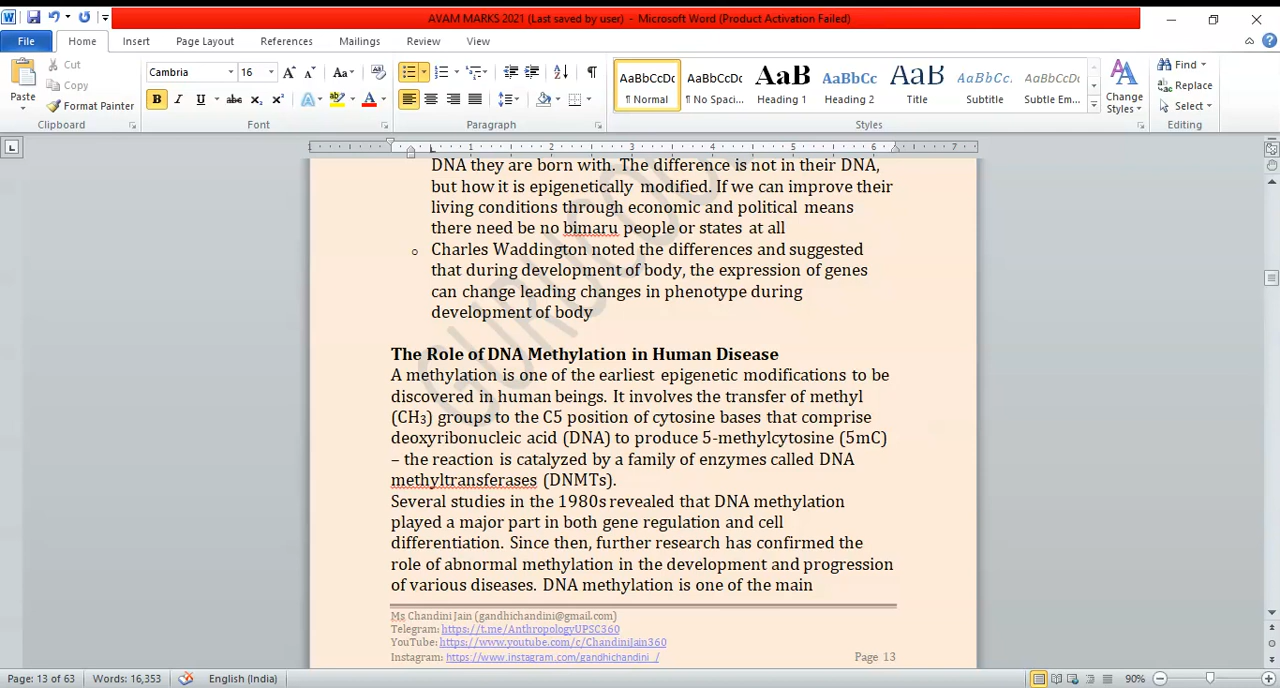 AVAM MARKS 2021 (Last saved by user) - Microsoft Word (Product Activation Failed)
File Home Insert Page Layout References Mailings Review View
Paste Cut Copy Format Painter
Cambria 16
AaBbCcDc AaBbCcDc AaB AaBbCc AaB AaBbCc AaBbCcDc
¶ Normal ¶ No Spaci... Heading 1 Heading 2 Title Subtitle Subtle Em...
Change Styles
Find
Replace
Select
Clipboard Font Paragraph Styles Editing
1 1 2 3 4 5 6 7
DNA they are born with. The difference is not in their DNA,
but how it is epigenetically modified. If we can improve their
living conditions through economic and political means
there need be no bimaru people or states at all
o Charles Waddington noted the differences and suggested
that during development of body, the expression of genes
can change leading changes in phenotype during
development of body
The Role of DNA Methylation in Human Disease
A methylation is one of the earliest epigenetic modifications to be
discovered in human beings. It involves the transfer of methyl
(CH3) groups to the C5 position of cytosine bases that comprise
deoxyribonucleic acid (DNA) to produce 5-methylcytosine (5mC)
– the reaction is catalyzed by a family of enzymes called DNA
methyltransferases (DNMTs).
Several studies in the 1980s revealed that DNA methylation
played a major part in both gene regulation and cell
differentiation. Since then, further research has confirmed the
role of abnormal methylation in the development and progression
of various diseases. DNA methylation is one of the main
Ms Chandini Jain (gandhichandini@gmail.com)
Telegram: https://t.me/AnthropologyUPSC360
YouTube: https://www.youtube.com/c/ChandiniJain360
Instagram: https://www.instagram.com/gandhichandini_/ Page 13
Page: 13 of 63 Words: 16,353 English (India) 90%